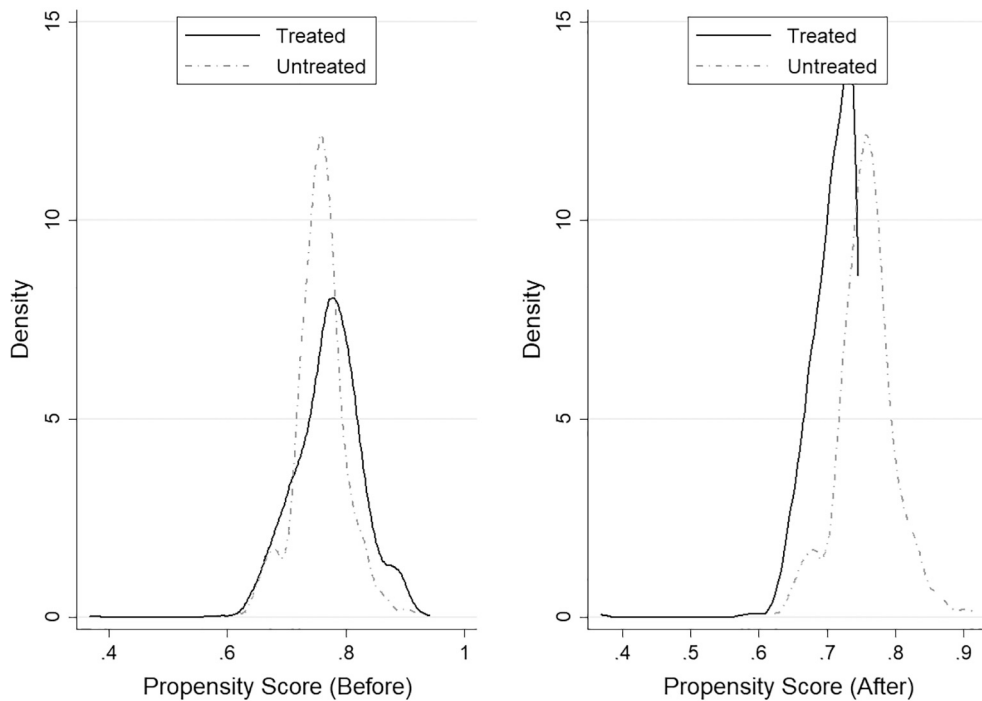 15
10
5
0
Density
Treated
Untreated
.4
.6
.8
1
Propensity Score (Before)
15
10
5
0
Density
Treated
Untreated
.4
.5
.6
.7
.8
.9
Propensity Score (After)